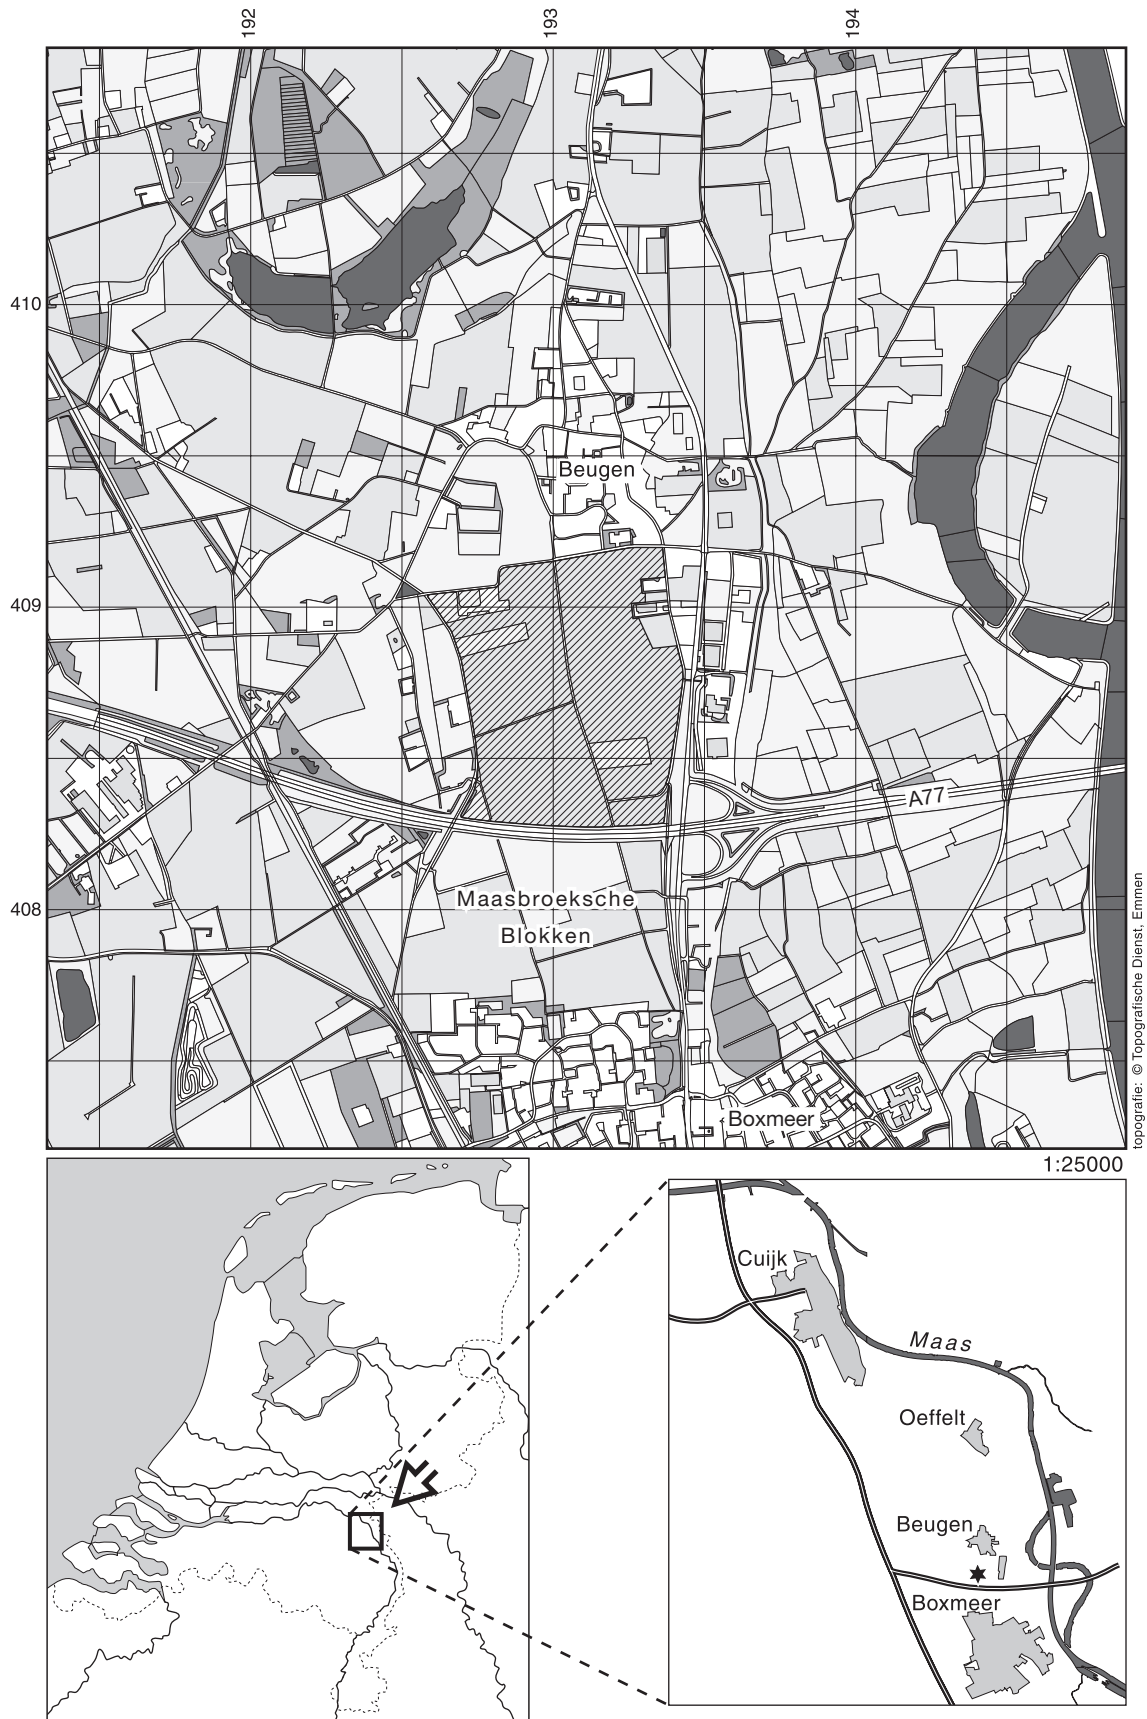 192
193
194
410
Beugen
409
A77
Maasbroeksche
Blokken
408
Boxmeer
topografie: © Topografische Dienst, Emmen
1:25000
Cuijk
Maas
Oeffelt
Beugen
Boxmeer